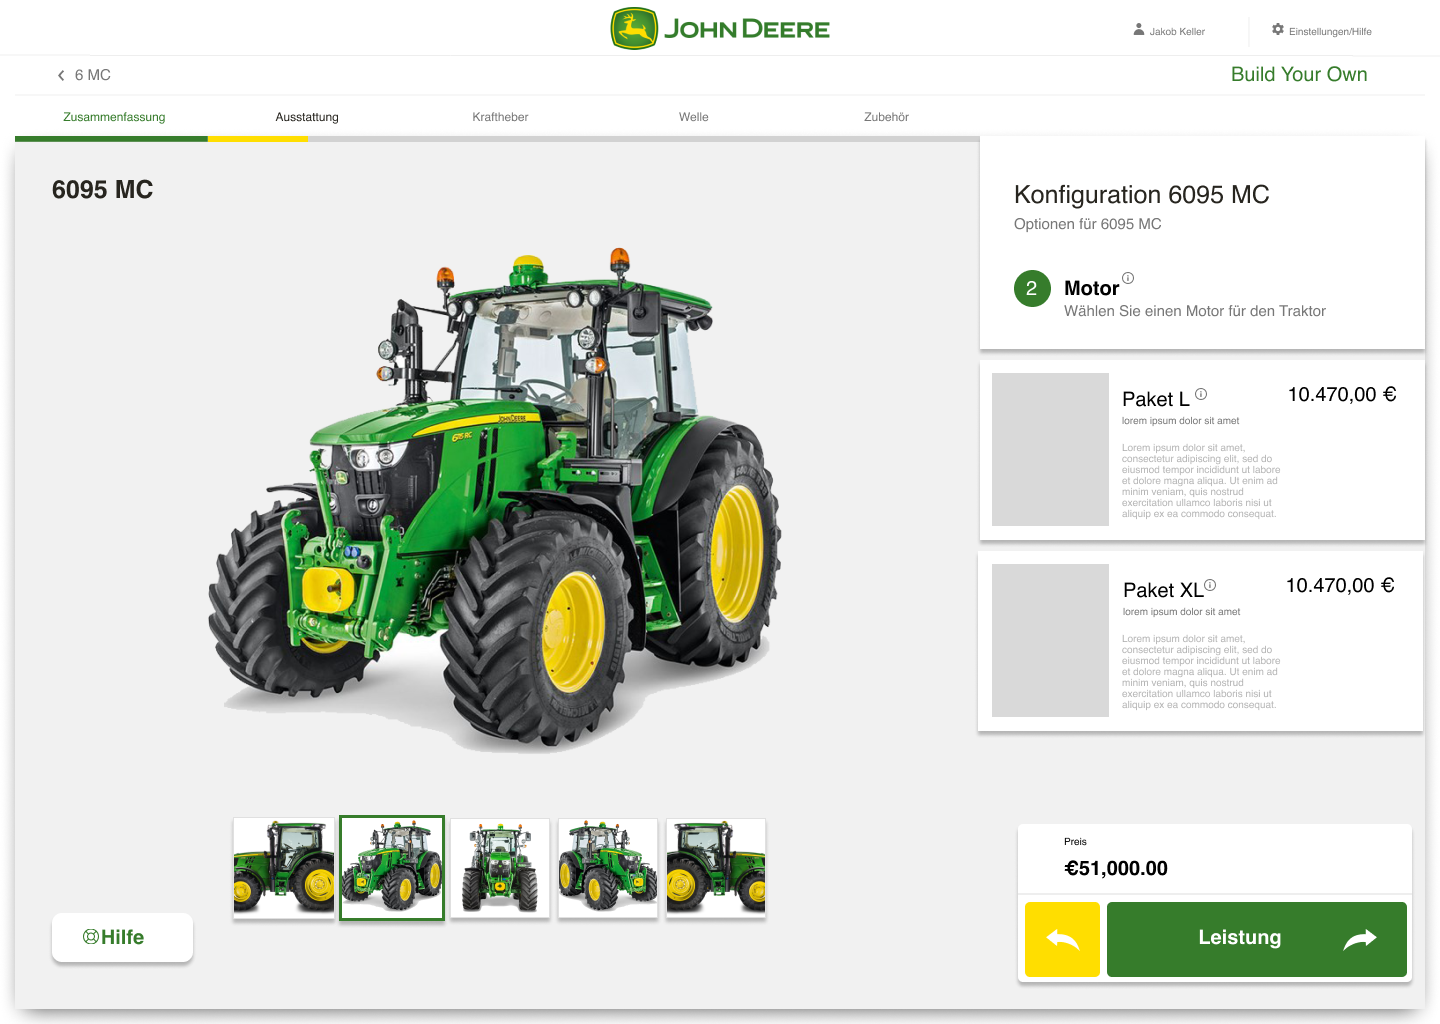 JOHN DEERE
Jakob Keller
Einstellungen/Hilfe
6 MC
Build Your Own
Zusammenfassung
Ausstattung
Kraftheber
Welle
Zubehör
6095 MC
Konfiguration 6095 MC
Optionen für 6095 MC
2
Motor
Wählen Sie einen Motor für den Traktor
JOHN DEERE
Paket L
10.470,00 €
lorem ipsum dolor sit amet
Lorem ipsum dolor sit amet,
consectetur adipiscing elit, sed do
eiusmod tempor incididunt ut labore
et dolore magna aliqua. Ut enim ad
minim veniam, quis nostrud
exercitation ullamco laboris nisi ut
aliquip ex ea commodo consequat.
Paket XL
10.470,00 €
lorem ipsum dolor sit amet
Lorem ipsum dolor sit amet,
consectetur adipiscing elit, sed do
eiusmod tempor incididunt ut labore
et dolore magna aliqua. Ut enim ad
minim veniam, quis nostrud
exercitation ullamco laboris nisi ut
aliquip ex ea commodo consequat.
Preis
€51,000.00
Hilfe
Leistung